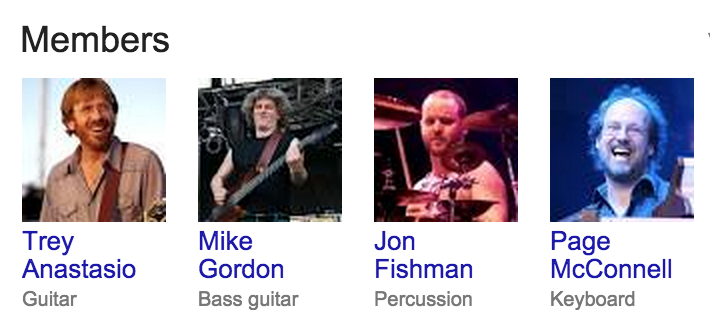 Members
Trey
Anastasio
Guitar
Mike
Gordon
Bass guitar
Jon
Fishman
Percussion
Page
McConnell
Keyboard